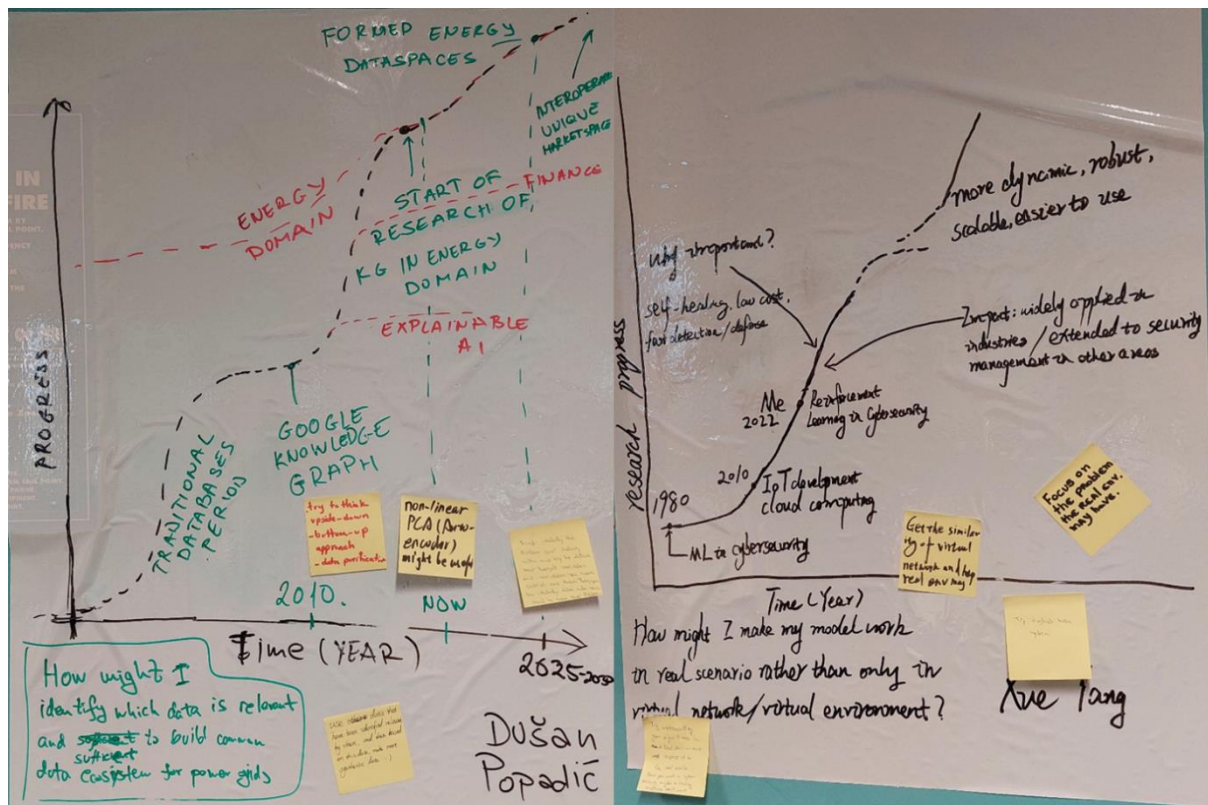 FORMED ENERGY
DATASPACES
INTEROPERABLE
UNIQUE
MARKETSPACE
ENERGY
DOMAIN
START OF
RESEARCH OF
KG IN ENERGY
DOMAIN
FINANCE
EXPLAINABLE
AI
PROGRESS
TRADITIONAL
DATABASES
PERIOD
GOOGLE
KNOWLEDGE
GRAPH
try to think
upside-down
-bottom-up
approach
-data purification
non-linear
PCA (Auto-
encoder)
might be useful
2010.
NOW
2025-2030
Time (YEAR)
How might I
identify which data is relevant
and sufficient to build common
data ecosystem for power grids
Dušan
Popadić
IN
FIRE
research progress
more dynamic, robust,
scalable, easier to use
Why important?
self-healing, low cost,
fast detection/defense
Impact: widely applied in
industries / extended to security
management in other areas
Me
2022
Reinforcement
Learning in Cybersecurity
2010
IoT development
cloud computing
1980
ML in cybersecurity
Focus on
the problem
the real env.
may have.
Get the similar
ity of virtual
network and
real env
Time (Year)
How might I make my model work
in real scenario rather than only in
virtual network/virtual environment?
Xue Yang